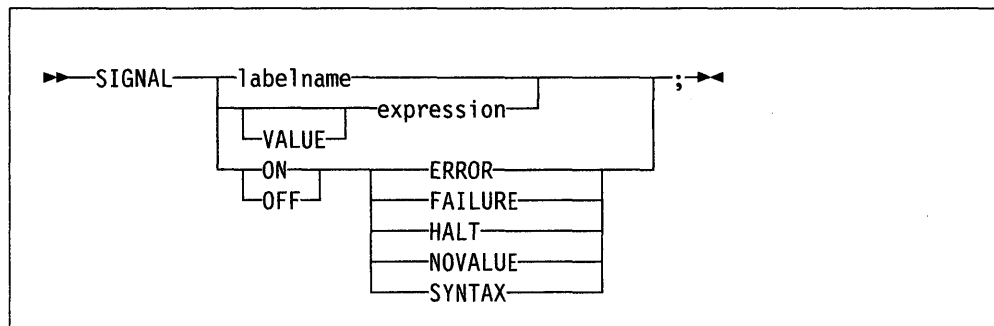 SIGNAL labelname ;
expression
VALUE
ON ERROR
OFF FAILURE
HALT
NOVALUE
SYNTAX